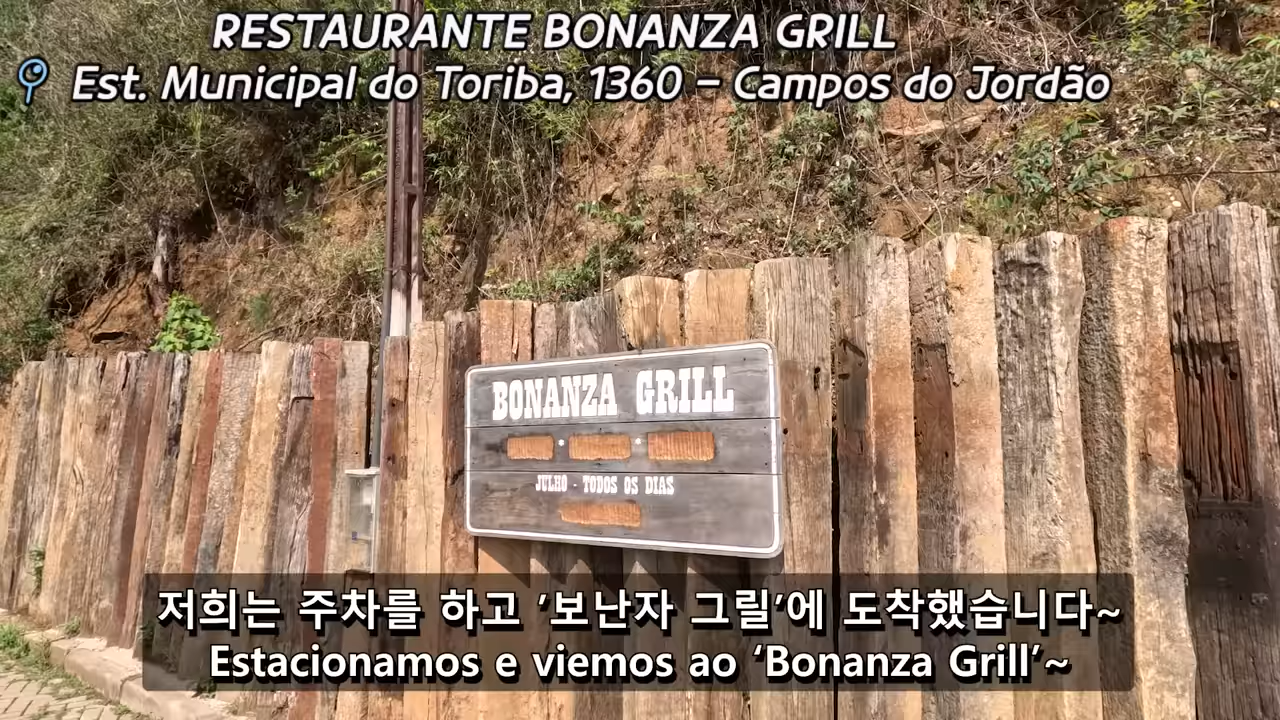 RESTAURANTE BONANZA GRILL
Est. Municipal do Toriba, 1360 – Campos do Jordão
BONANZA GRILL
JULHO - TODOS OS DIAS
저희는 주차를 하고 '보난자 그릴'에 도착했습니다~
Estacionamos e viemos ao ‘Bonanza Grill’~